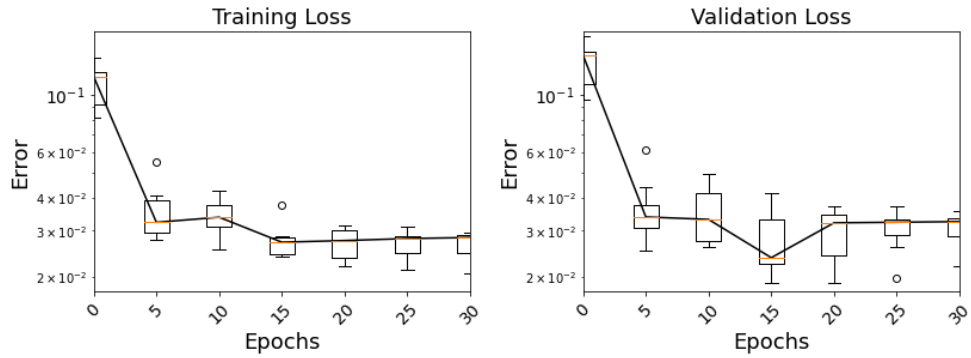 Training Loss
Error
10⁻¹
6 × 10⁻²
4 × 10⁻²
3 × 10⁻²
2 × 10⁻²
0 5 10 15 20 25 30
Epochs
Validation Loss
Error
10⁻¹
6 × 10⁻²
4 × 10⁻²
3 × 10⁻²
2 × 10⁻²
0 5 10 15 20 25 30
Epochs